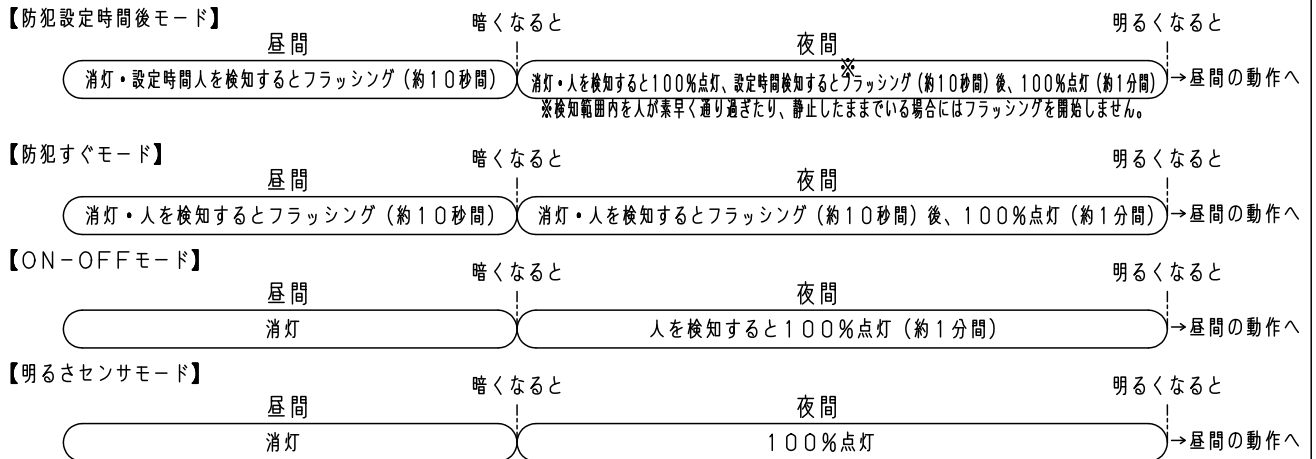 【防犯設定時間後モード】
暗くなると 明るくなると
昼間 夜間
消灯・設定時間人を検知するとフラッシング（約１０秒間） 消灯・人を検知すると１００％点灯、設定時間検知するとフラッシング※（約１０秒間）後、１００％点灯（約１分間） →昼間の動作へ
※検知範囲内を人が素早く通り過ぎたり、静止したままでいる場合にはフラッシングを開始しません。
【防犯すぐモード】
暗くなると 明るくなると
昼間 夜間
消灯・人を検知するとフラッシング（約１０秒間） 消灯・人を検知するとフラッシング（約１０秒間）後、１００％点灯（約１分間） →昼間の動作へ
【ＯＮ－ＯＦＦモード】
暗くなると 明るくなると
昼間 夜間
消灯 人を検知すると１００％点灯（約１分間） →昼間の動作へ
【明るさセンサモード】
暗くなると 明るくなると
昼間 夜間
消灯 １００％点灯 →昼間の動作へ